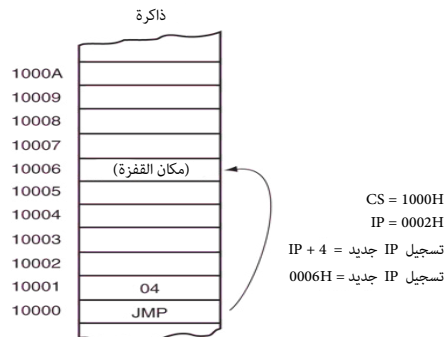 ذاكرة
1000A
10009
10008
10007
10006 (مكان القفزة)
10005
10004
10003
10002
10001 04
10000 JMP
CS = 1000H
IP = 0002H
تسجيل IP جديد = IP + 4
تسجيل IP جديد = 0006H